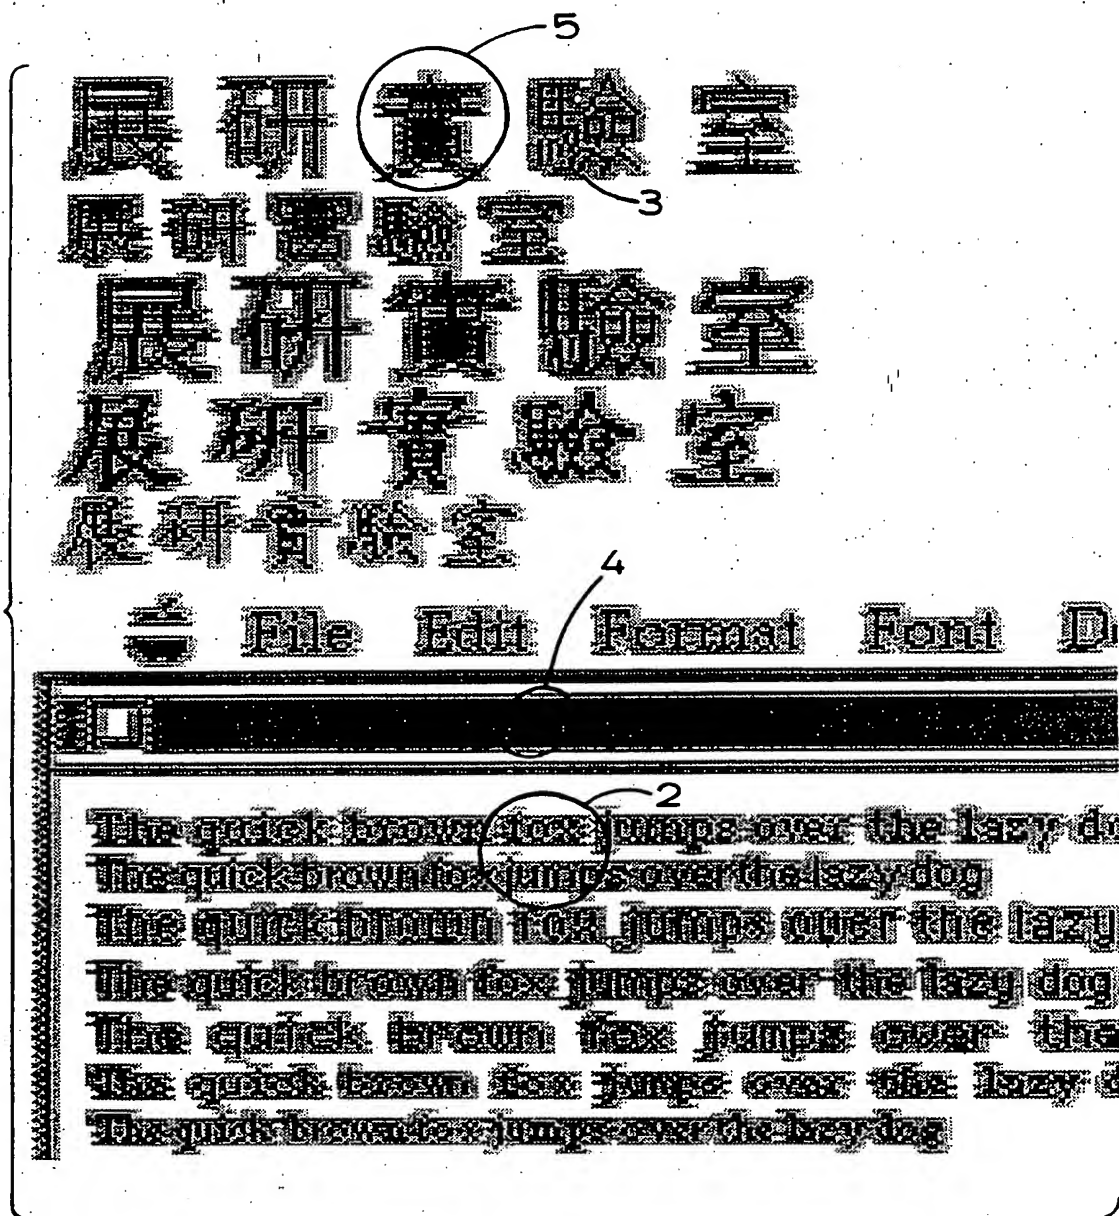 5
展 研 實 驗 室
3
展 研 實 驗 室
展 研 實 驗 室
展 研 實 驗 室
展 研 實 驗 室
4
File Edit Format Font D
2
The quick brown fox jumps over the lazy do
The quick brown fox jumps over the lazy dog
The quick brown fox jumps over the lazy
The quick brown fox jumps over the lazy dog
The quick brown fox jumps over the
The quick brown fox jumps over the lazy d
The quick brown fox jumps over the lazy dog